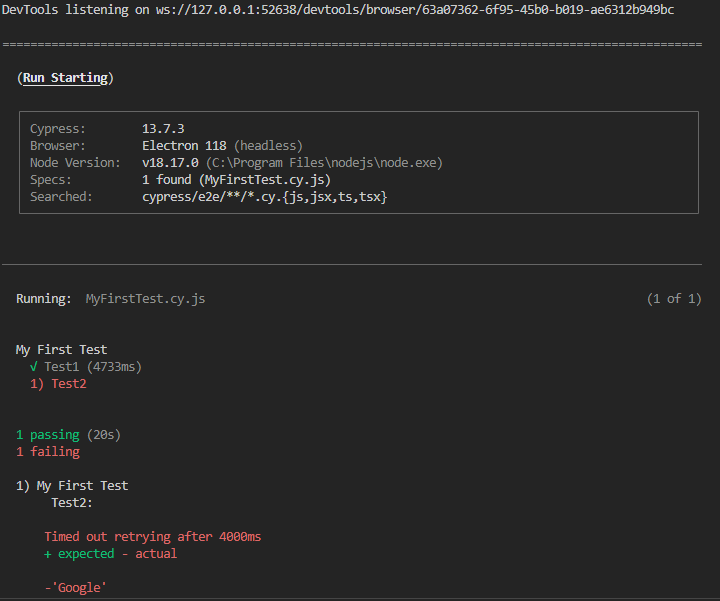 DevTools listening on ws://127.0.0.1:52638/devtools/browser/63a07362-6f95-45b0-b019-ae6312b949bc
====================================================================================================
(Run Starting)
Cypress: 13.7.3
Browser: Electron 118 (headless)
Node Version: v18.17.0 (C:\Program Files\nodejs\node.exe)
Specs: 1 found (MyFirstTest.cy.js)
Searched: cypress/e2e/**/*.cy.{js,jsx,ts,tsx}
Running: MyFirstTest.cy.js (1 of 1)
My First Test
√ Test1 (4733ms)
1) Test2
1 passing (20s)
1 failing
1) My First Test
Test2:
Timed out retrying after 4000ms
+ expected - actual
-'Google'